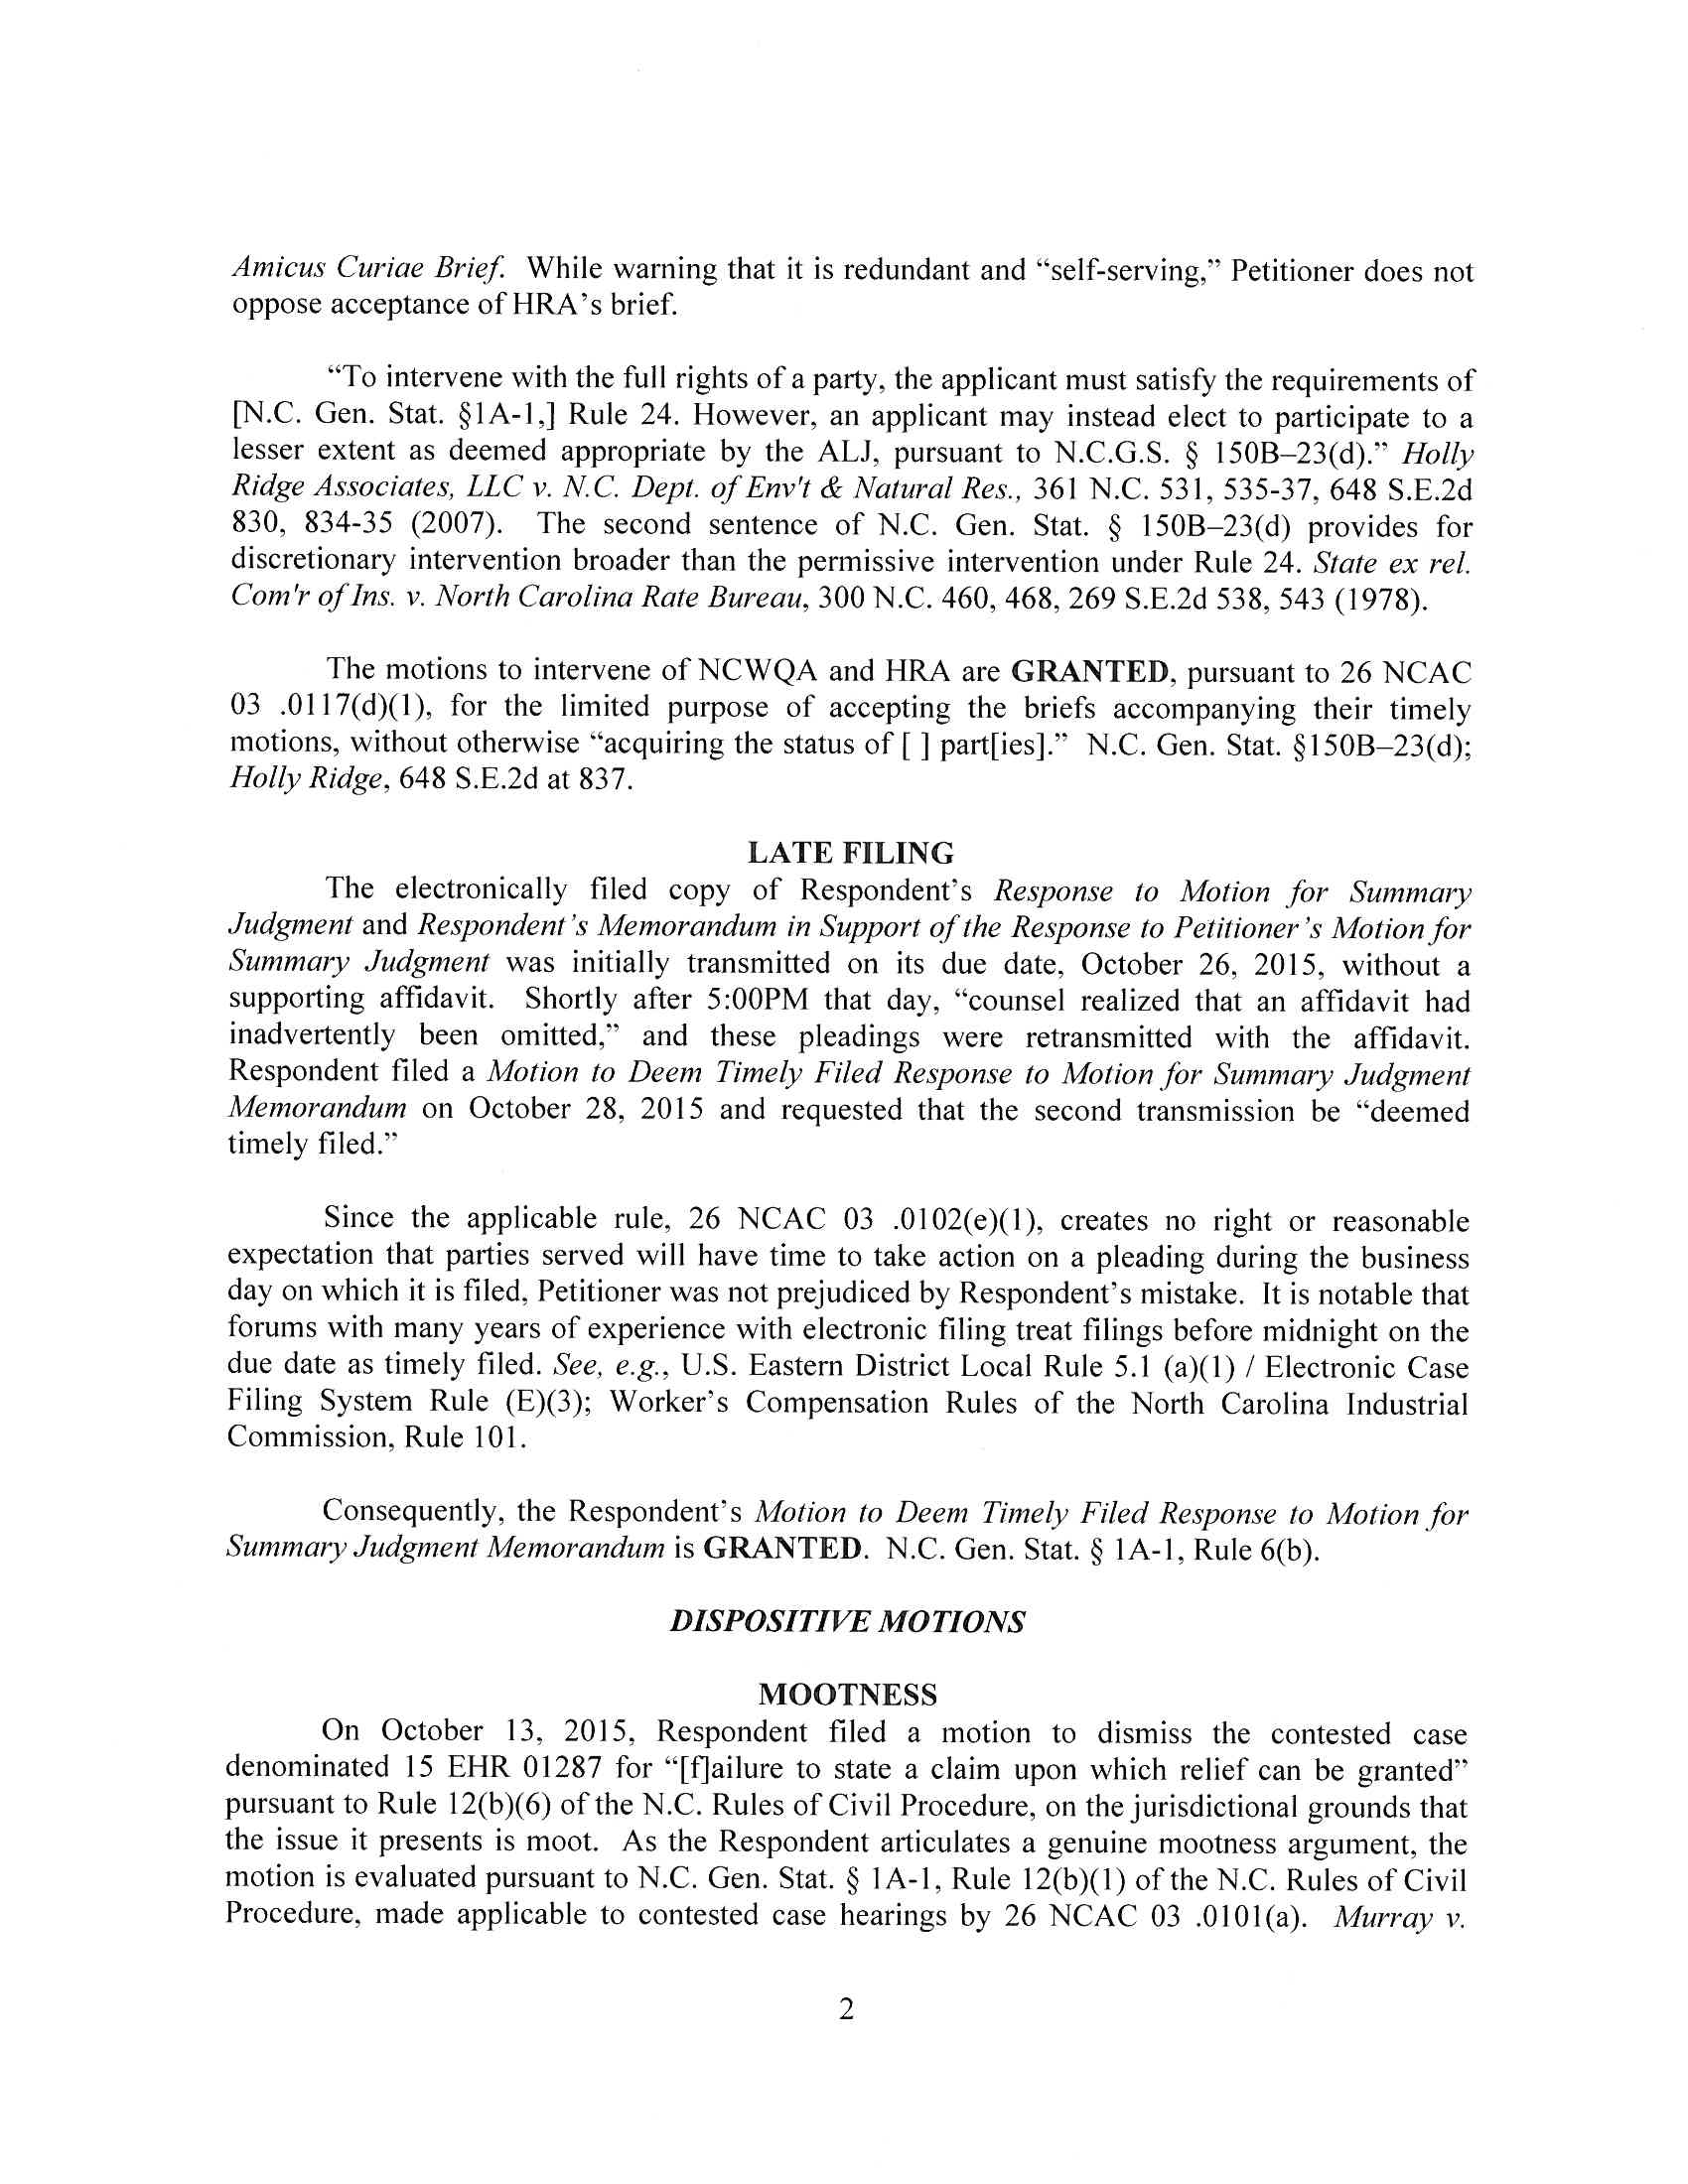 Amicus Curiae Brief. While warning that it is redundant and “self-serving,” Petitioner does not
oppose acceptance of HRA’s brief.
“To intervene with the full rights of a party, the applicant must satisfy the requirements of
[N.C. Gen. Stat. §1A-1,] Rule 24. However, an applicant may instead elect to participate to a
lesser extent as deemed appropriate by the ALJ, pursuant to N.C.G.S. § 150B–23(d).” Holly
Ridge Associates, LLC v. N.C. Dept. of Env't & Natural Res., 361 N.C. 531, 535-37, 648 S.E.2d
830, 834-35 (2007). The second sentence of N.C. Gen. Stat. § 150B–23(d) provides for
discretionary intervention broader than the permissive intervention under Rule 24. State ex rel.
Com'r of Ins. v. North Carolina Rate Bureau, 300 N.C. 460, 468, 269 S.E.2d 538, 543 (1978).
The motions to intervene of NCWQA and HRA are GRANTED, pursuant to 26 NCAC
03 .0117(d)(1), for the limited purpose of accepting the briefs accompanying their timely
motions, without otherwise “acquiring the status of [ ] part[ies].” N.C. Gen. Stat. §150B–23(d);
Holly Ridge, 648 S.E.2d at 837.
LATE FILING
The electronically filed copy of Respondent’s Response to Motion for Summary
Judgment and Respondent’s Memorandum in Support of the Response to Petitioner’s Motion for
Summary Judgment was initially transmitted on its due date, October 26, 2015, without a
supporting affidavit. Shortly after 5:00PM that day, “counsel realized that an affidavit had
inadvertently been omitted,” and these pleadings were retransmitted with the affidavit.
Respondent filed a Motion to Deem Timely Filed Response to Motion for Summary Judgment
Memorandum on October 28, 2015 and requested that the second transmission be “deemed
timely filed.”
Since the applicable rule, 26 NCAC 03 .0102(e)(1), creates no right or reasonable
expectation that parties served will have time to take action on a pleading during the business
day on which it is filed, Petitioner was not prejudiced by Respondent’s mistake. It is notable that
forums with many years of experience with electronic filing treat filings before midnight on the
due date as timely filed. See, e.g., U.S. Eastern District Local Rule 5.1 (a)(1) / Electronic Case
Filing System Rule (E)(3); Worker’s Compensation Rules of the North Carolina Industrial
Commission, Rule 101.
Consequently, the Respondent’s Motion to Deem Timely Filed Response to Motion for
Summary Judgment Memorandum is GRANTED. N.C. Gen. Stat. § 1A-1, Rule 6(b).
DISPOSITIVE MOTIONS
MOOTNESS
On October 13, 2015, Respondent filed a motion to dismiss the contested case
denominated 15 EHR 01287 for “[f]ailure to state a claim upon which relief can be granted”
pursuant to Rule 12(b)(6) of the N.C. Rules of Civil Procedure, on the jurisdictional grounds that
the issue it presents is moot. As the Respondent articulates a genuine mootness argument, the
motion is evaluated pursuant to N.C. Gen. Stat. § 1A-1, Rule 12(b)(1) of the N.C. Rules of Civil
Procedure, made applicable to contested case hearings by 26 NCAC 03 .0101(a). Murray v.
2